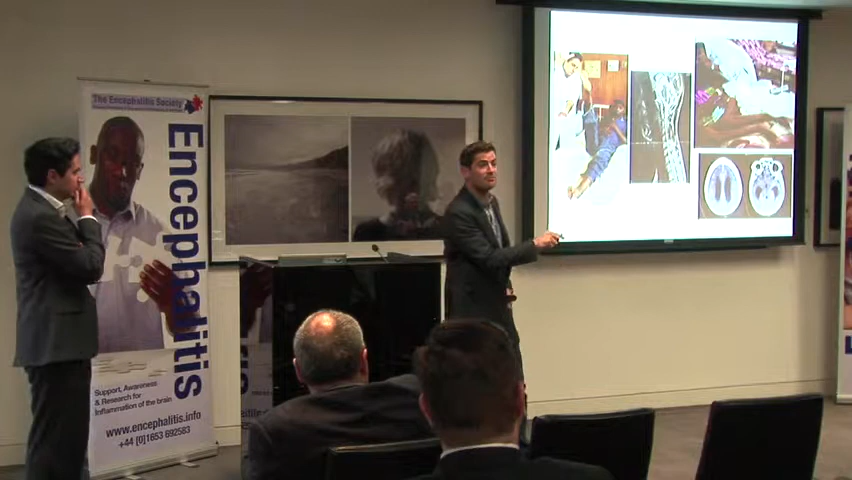 The Encephalitis Society
Encephalitis
Support, Awareness
& Research for
Inflammation of the brain
www.encephalitis.info
+44 [0]1653 692583